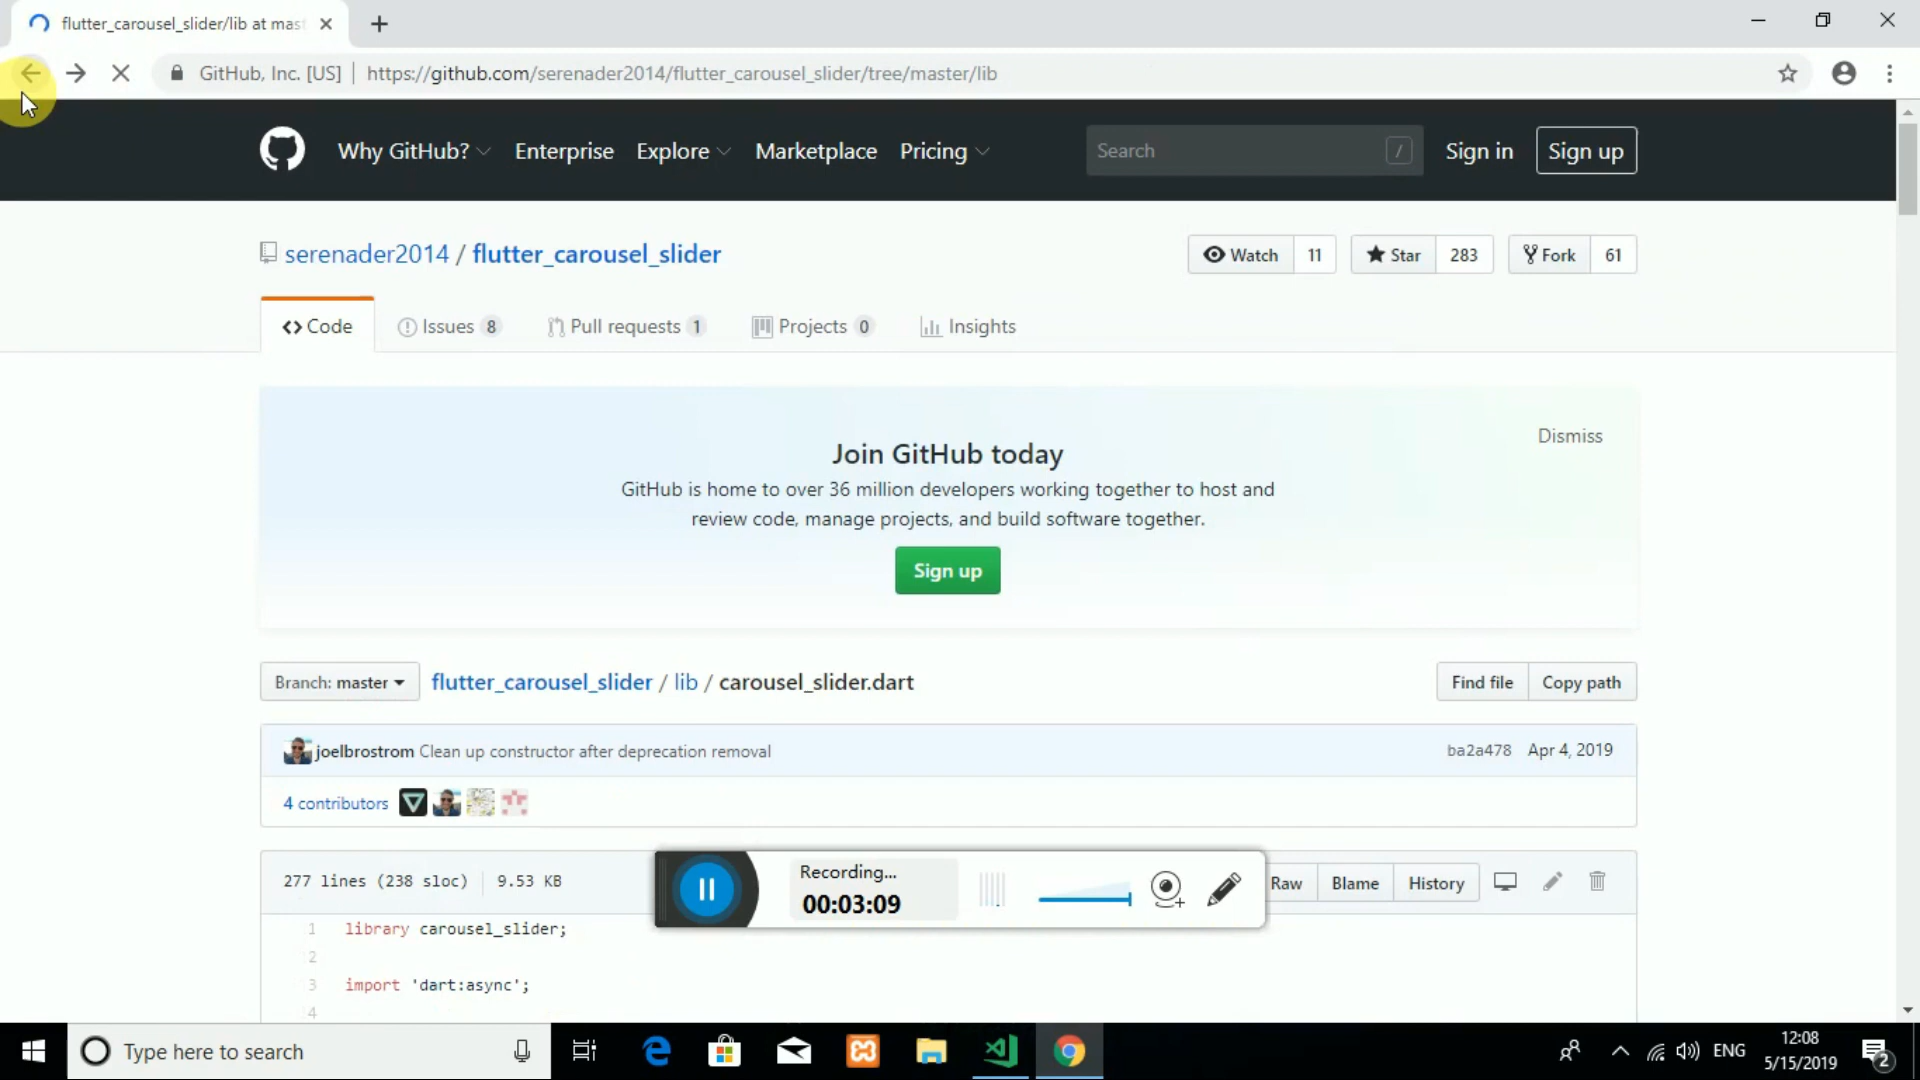 flutter_carousel_slider/lib at mast
GitHub, Inc. [US] | https://github.com/serenader2014/flutter_carousel_slider/tree/master/lib
Why GitHub? Enterprise Explore Marketplace Pricing Search / Sign in Sign up
serenader2014 / flutter_carousel_slider Watch 11 Star 283 Fork 61
Code Issues 8 Pull requests 1 Projects 0 Insights
Dismiss
Join GitHub today
GitHub is home to over 36 million developers working together to host and
review code, manage projects, and build software together.
Sign up
Branch: master flutter_carousel_slider / lib / carousel_slider.dart Find file Copy path
joelbrostrom Clean up constructor after deprecation removal ba2a478 Apr 4, 2019
4 contributors
277 lines (238 sloc) 9.53 KB Raw Blame History
Recording...
00:03:09
1 library carousel_slider;
2
3 import 'dart:async';
4
Type here to search ENG 12:08
5/15/2019 2